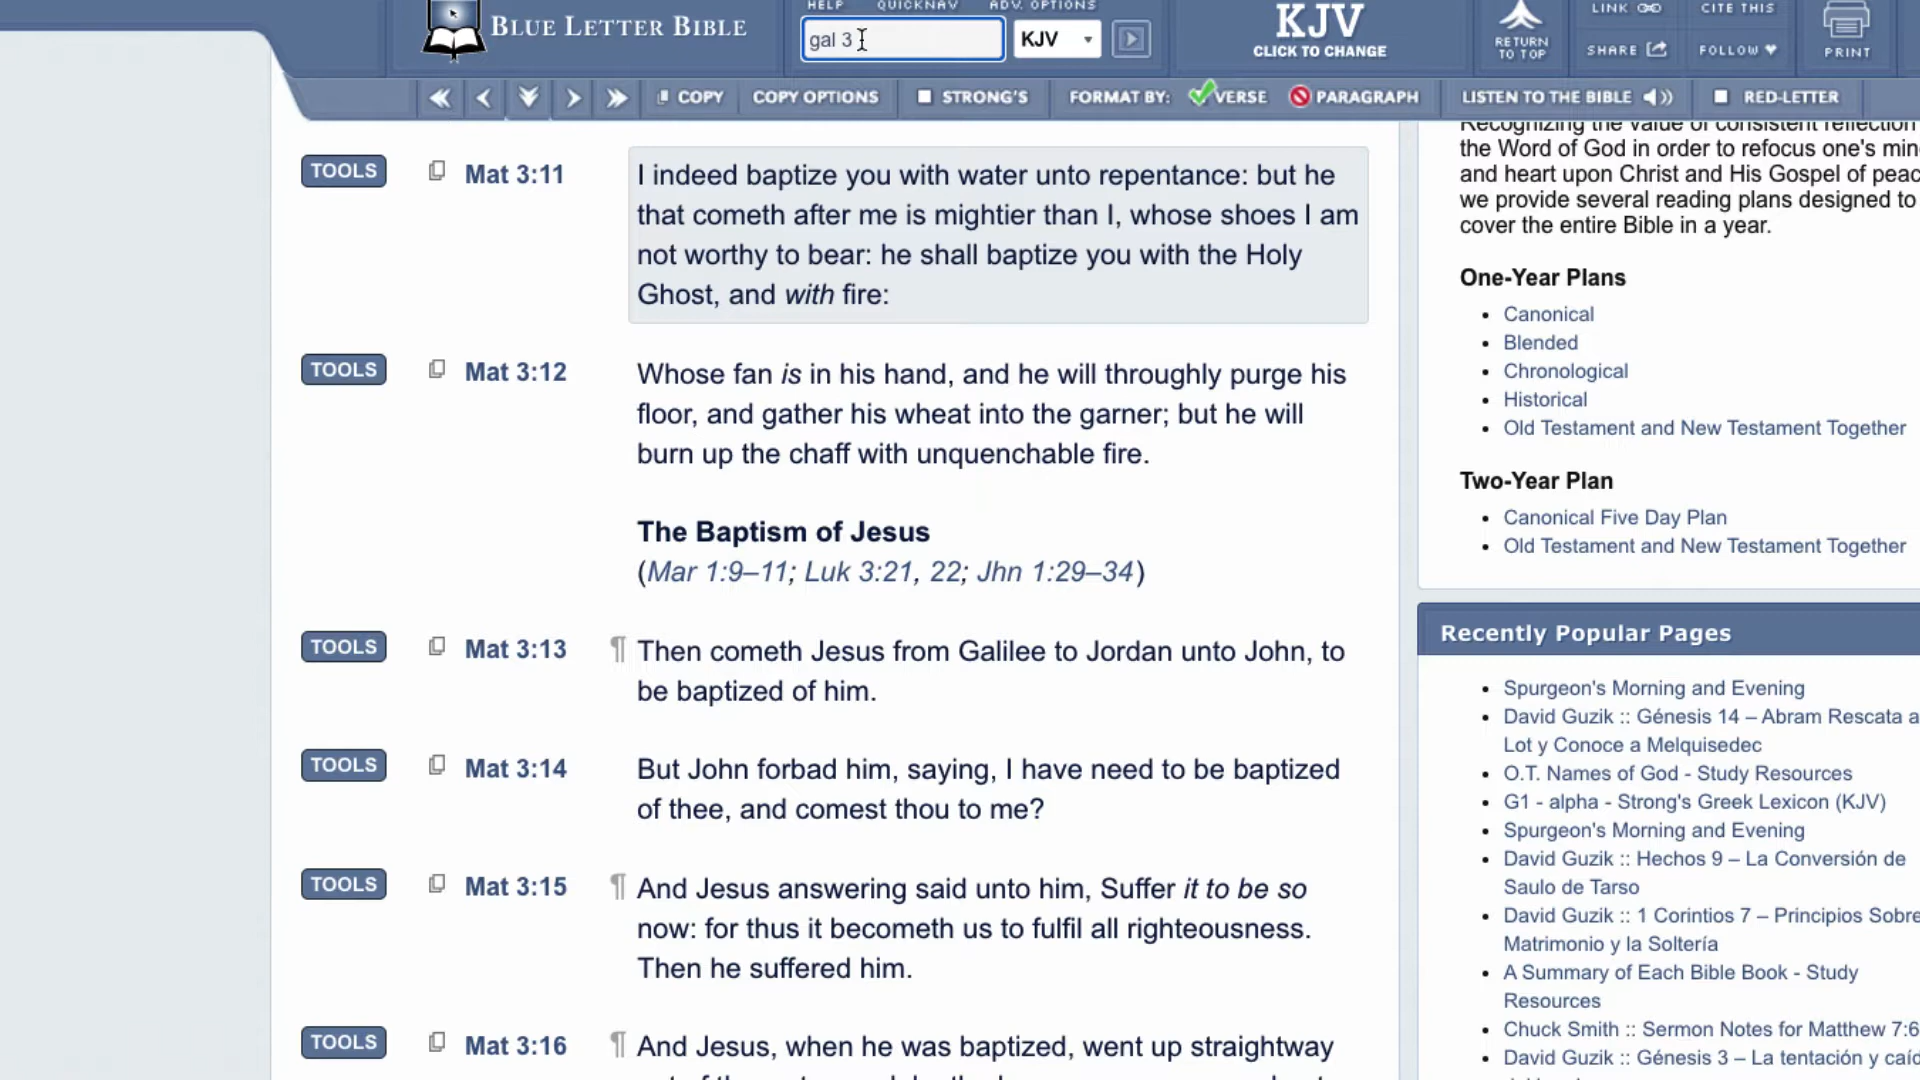 HELP QUICKNAV ADV. OPTIONS
BLUE LETTER BIBLE
gal 3
KJV
KJV
CLICK TO CHANGE
RETURN
TO TOP
LINK
CITE THIS
SHARE
FOLLOW
PRINT
COPY COPY OPTIONS STRONG'S FORMAT BY: VERSE PARAGRAPH LISTEN TO THE BIBLE RED-LETTER
TOOLS Mat 3:11 I indeed baptize you with water unto repentance: but he
that cometh after me is mightier than I, whose shoes I am
not worthy to bear: he shall baptize you with the Holy
Ghost, and with fire:
TOOLS Mat 3:12 Whose fan is in his hand, and he will throughly purge his
floor, and gather his wheat into the garner; but he will
burn up the chaff with unquenchable fire.
The Baptism of Jesus
(Mar 1:9–11; Luk 3:21, 22; Jhn 1:29–34)
TOOLS Mat 3:13 ¶ Then cometh Jesus from Galilee to Jordan unto John, to
be baptized of him.
TOOLS Mat 3:14 But John forbad him, saying, I have need to be baptized
of thee, and comest thou to me?
TOOLS Mat 3:15 ¶ And Jesus answering said unto him, Suffer it to be so
now: for thus it becometh us to fulfil all righteousness.
Then he suffered him.
TOOLS Mat 3:16 ¶ And Jesus, when he was baptized, went up straightway
Recognizing the value of consistent reflection
the Word of God in order to refocus one's min
and heart upon Christ and His Gospel of peac
we provide several reading plans designed to
cover the entire Bible in a year.
One-Year Plans
• Canonical
• Blended
• Chronological
• Historical
• Old Testament and New Testament Together
Two-Year Plan
• Canonical Five Day Plan
• Old Testament and New Testament Together
Recently Popular Pages
• Spurgeon's Morning and Evening
• David Guzik :: Génesis 14 – Abram Rescata a
Lot y Conoce a Melquisedec
• O.T. Names of God - Study Resources
• G1 - alpha - Strong's Greek Lexicon (KJV)
• Spurgeon's Morning and Evening
• David Guzik :: Hechos 9 – La Conversión de
Saulo de Tarso
• David Guzik :: 1 Corintios 7 – Principios Sobre
Matrimonio y la Soltería
• A Summary of Each Bible Book - Study
Resources
• Chuck Smith :: Sermon Notes for Matthew 7:6
• David Guzik :: Génesis 3 – La tentación y caíd